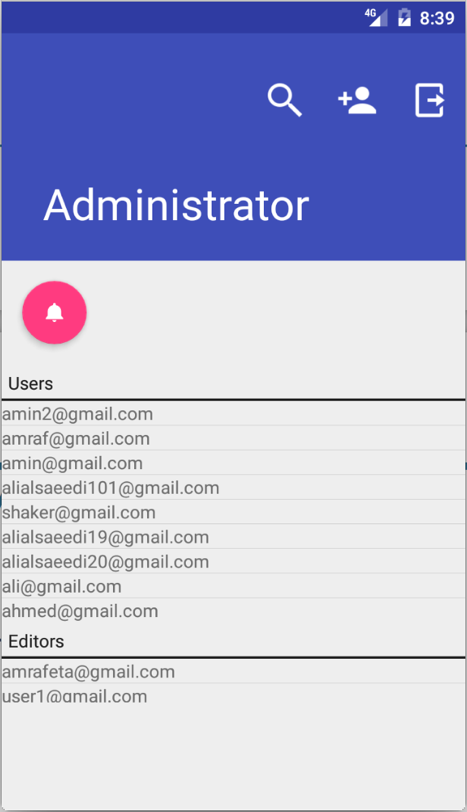 4G 8:39
Administrator
Users
amin2@gmail.com
amraf@gmail.com
amin@gmail.com
alialsaeedi101@gmail.com
shaker@gmail.com
alialsaeedi19@gmail.com
alialsaeedi20@gmail.com
ali@gmail.com
ahmed@gmail.com
Editors
amrafeta@gmail.com
user1@gmail.com